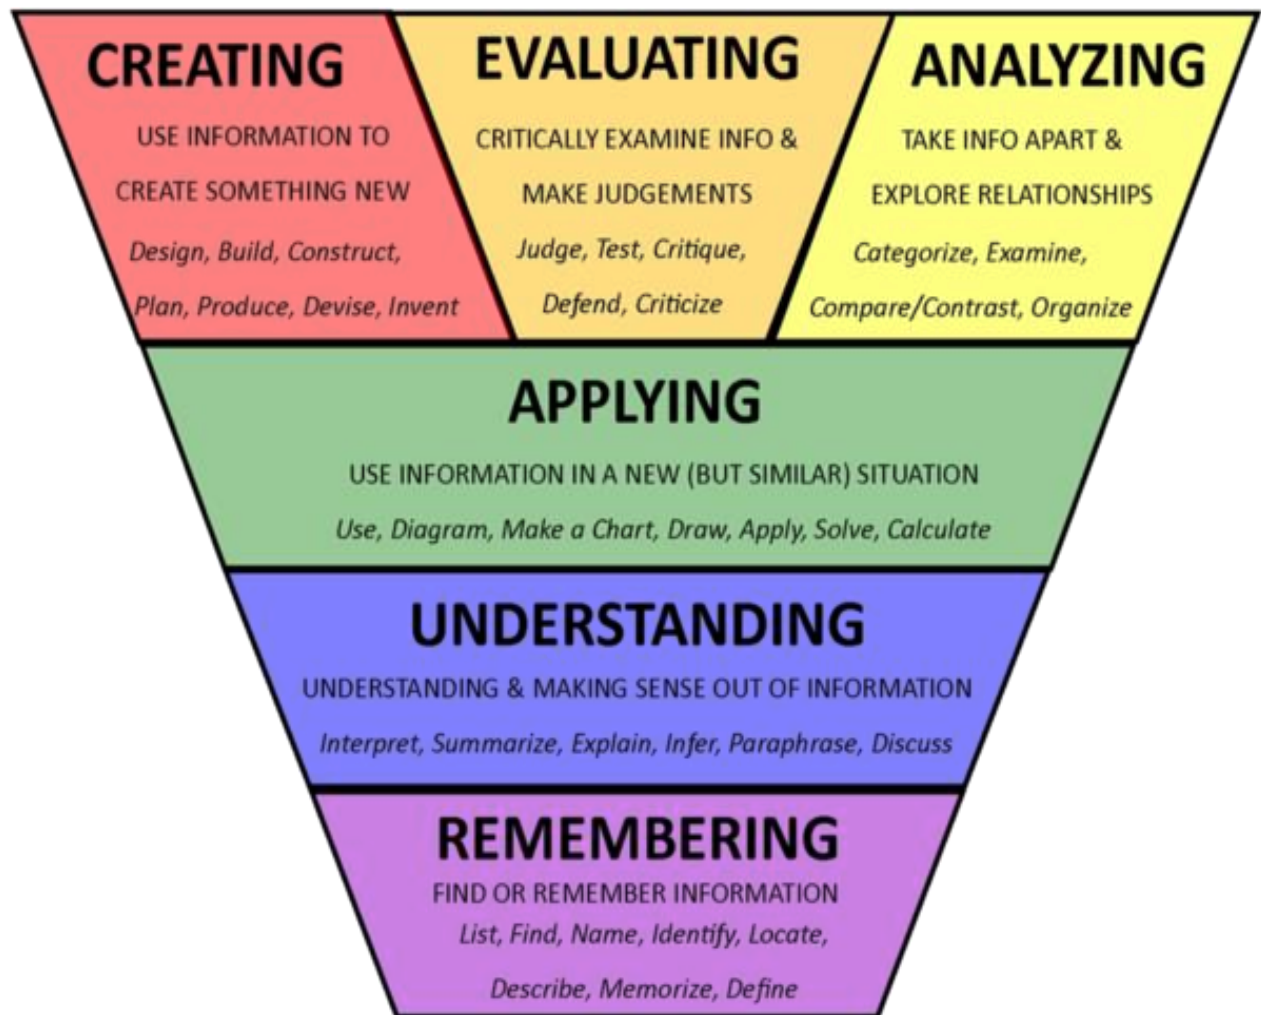 CREATING
USE INFORMATION TO
CREATE SOMETHING NEW
Design, Build, Construct,
Plan, Produce, Devise, Invent
EVALUATING
CRITICALLY EXAMINE INFO &
MAKE JUDGEMENTS
Judge, Test, Critique,
Defend, Criticize
ANALYZING
TAKE INFO APART &
EXPLORE RELATIONSHIPS
Categorize, Examine,
Compare/Contrast, Organize
APPLYING
USE INFORMATION IN A NEW (BUT SIMILAR) SITUATION
Use, Diagram, Make a Chart, Draw, Apply, Solve, Calculate
UNDERSTANDING
UNDERSTANDING & MAKING SENSE OUT OF INFORMATION
Interpret, Summarize, Explain, Infer, Paraphrase, Discuss
REMEMBERING
FIND OR REMEMBER INFORMATION
List, Find, Name, Identify, Locate,
Describe, Memorize, Define